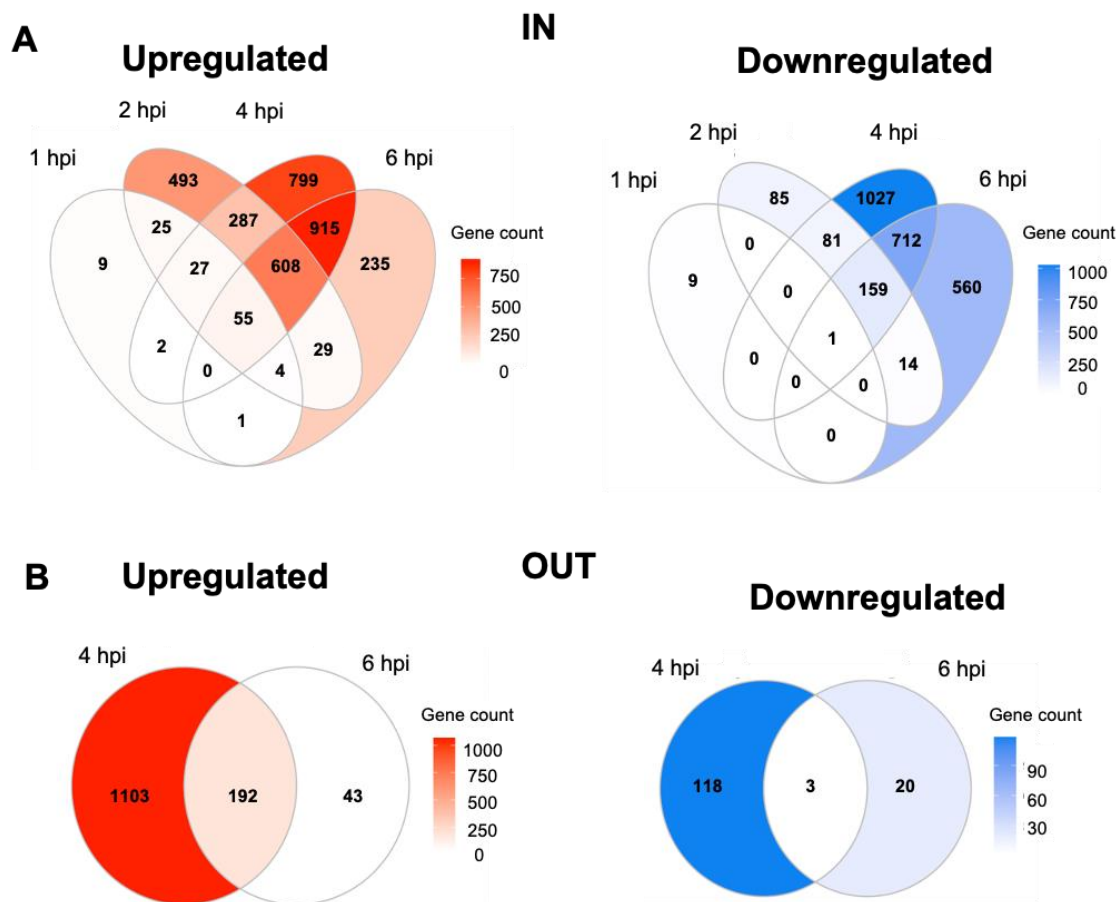 A
IN
Upregulated
Downregulated
2 hpi
4 hpi
1 hpi
6 hpi
493
799
25
287
915
9
27
608
235
55
2
0
4
29
1
Gene count
750
500
250
0
2 hpi
4 hpi
1 hpi
6 hpi
85
1027
0
81
712
9
0
159
560
1
0
0
0
14
0
Gene count
1000
750
500
250
0
B
OUT
Upregulated
Downregulated
4 hpi
6 hpi
1103
192
43
Gene count
1000
750
500
250
0
4 hpi
6 hpi
118
3
20
Gene count
90
60
30